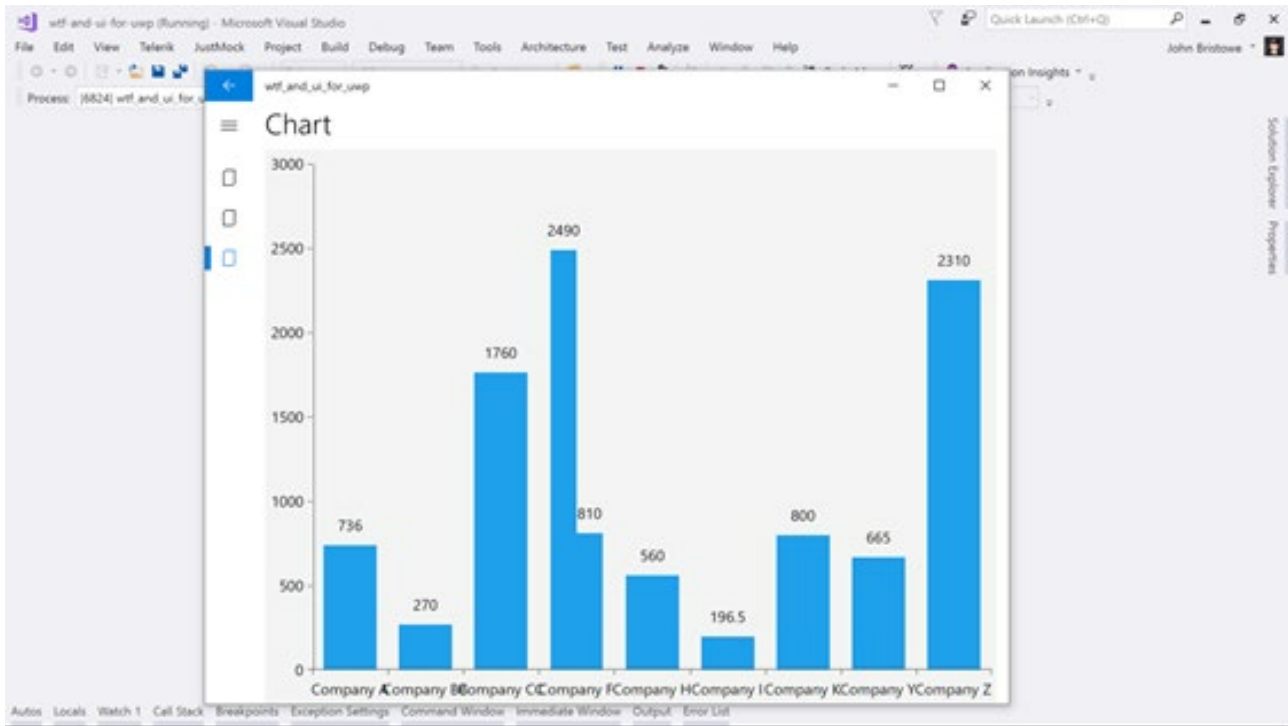 wtf-and-ui-for-uwp (Running) - Microsoft Visual Studio
Quick Launch (Ctrl+Q)
File Edit View Telerik JustMock Project Build Debug Team Tools Architecture Test Analyze Window Help
John Bristowe
on Insights
Process: [6824] wtf_and_ui_for_u
wtf_and_ui_for_uwp
Chart
3000
2500
2000
1500
1000
500
0
736
270
1760
2490
810
560
196.5
800
665
2310
Company A Company BB Company CC Company F Company H Company I Company K Company Y Company Z
Solution Explorer
Properties
Autos Locals Watch 1 Call Stack Breakpoints Exception Settings Command Window Immediate Window Output Error List